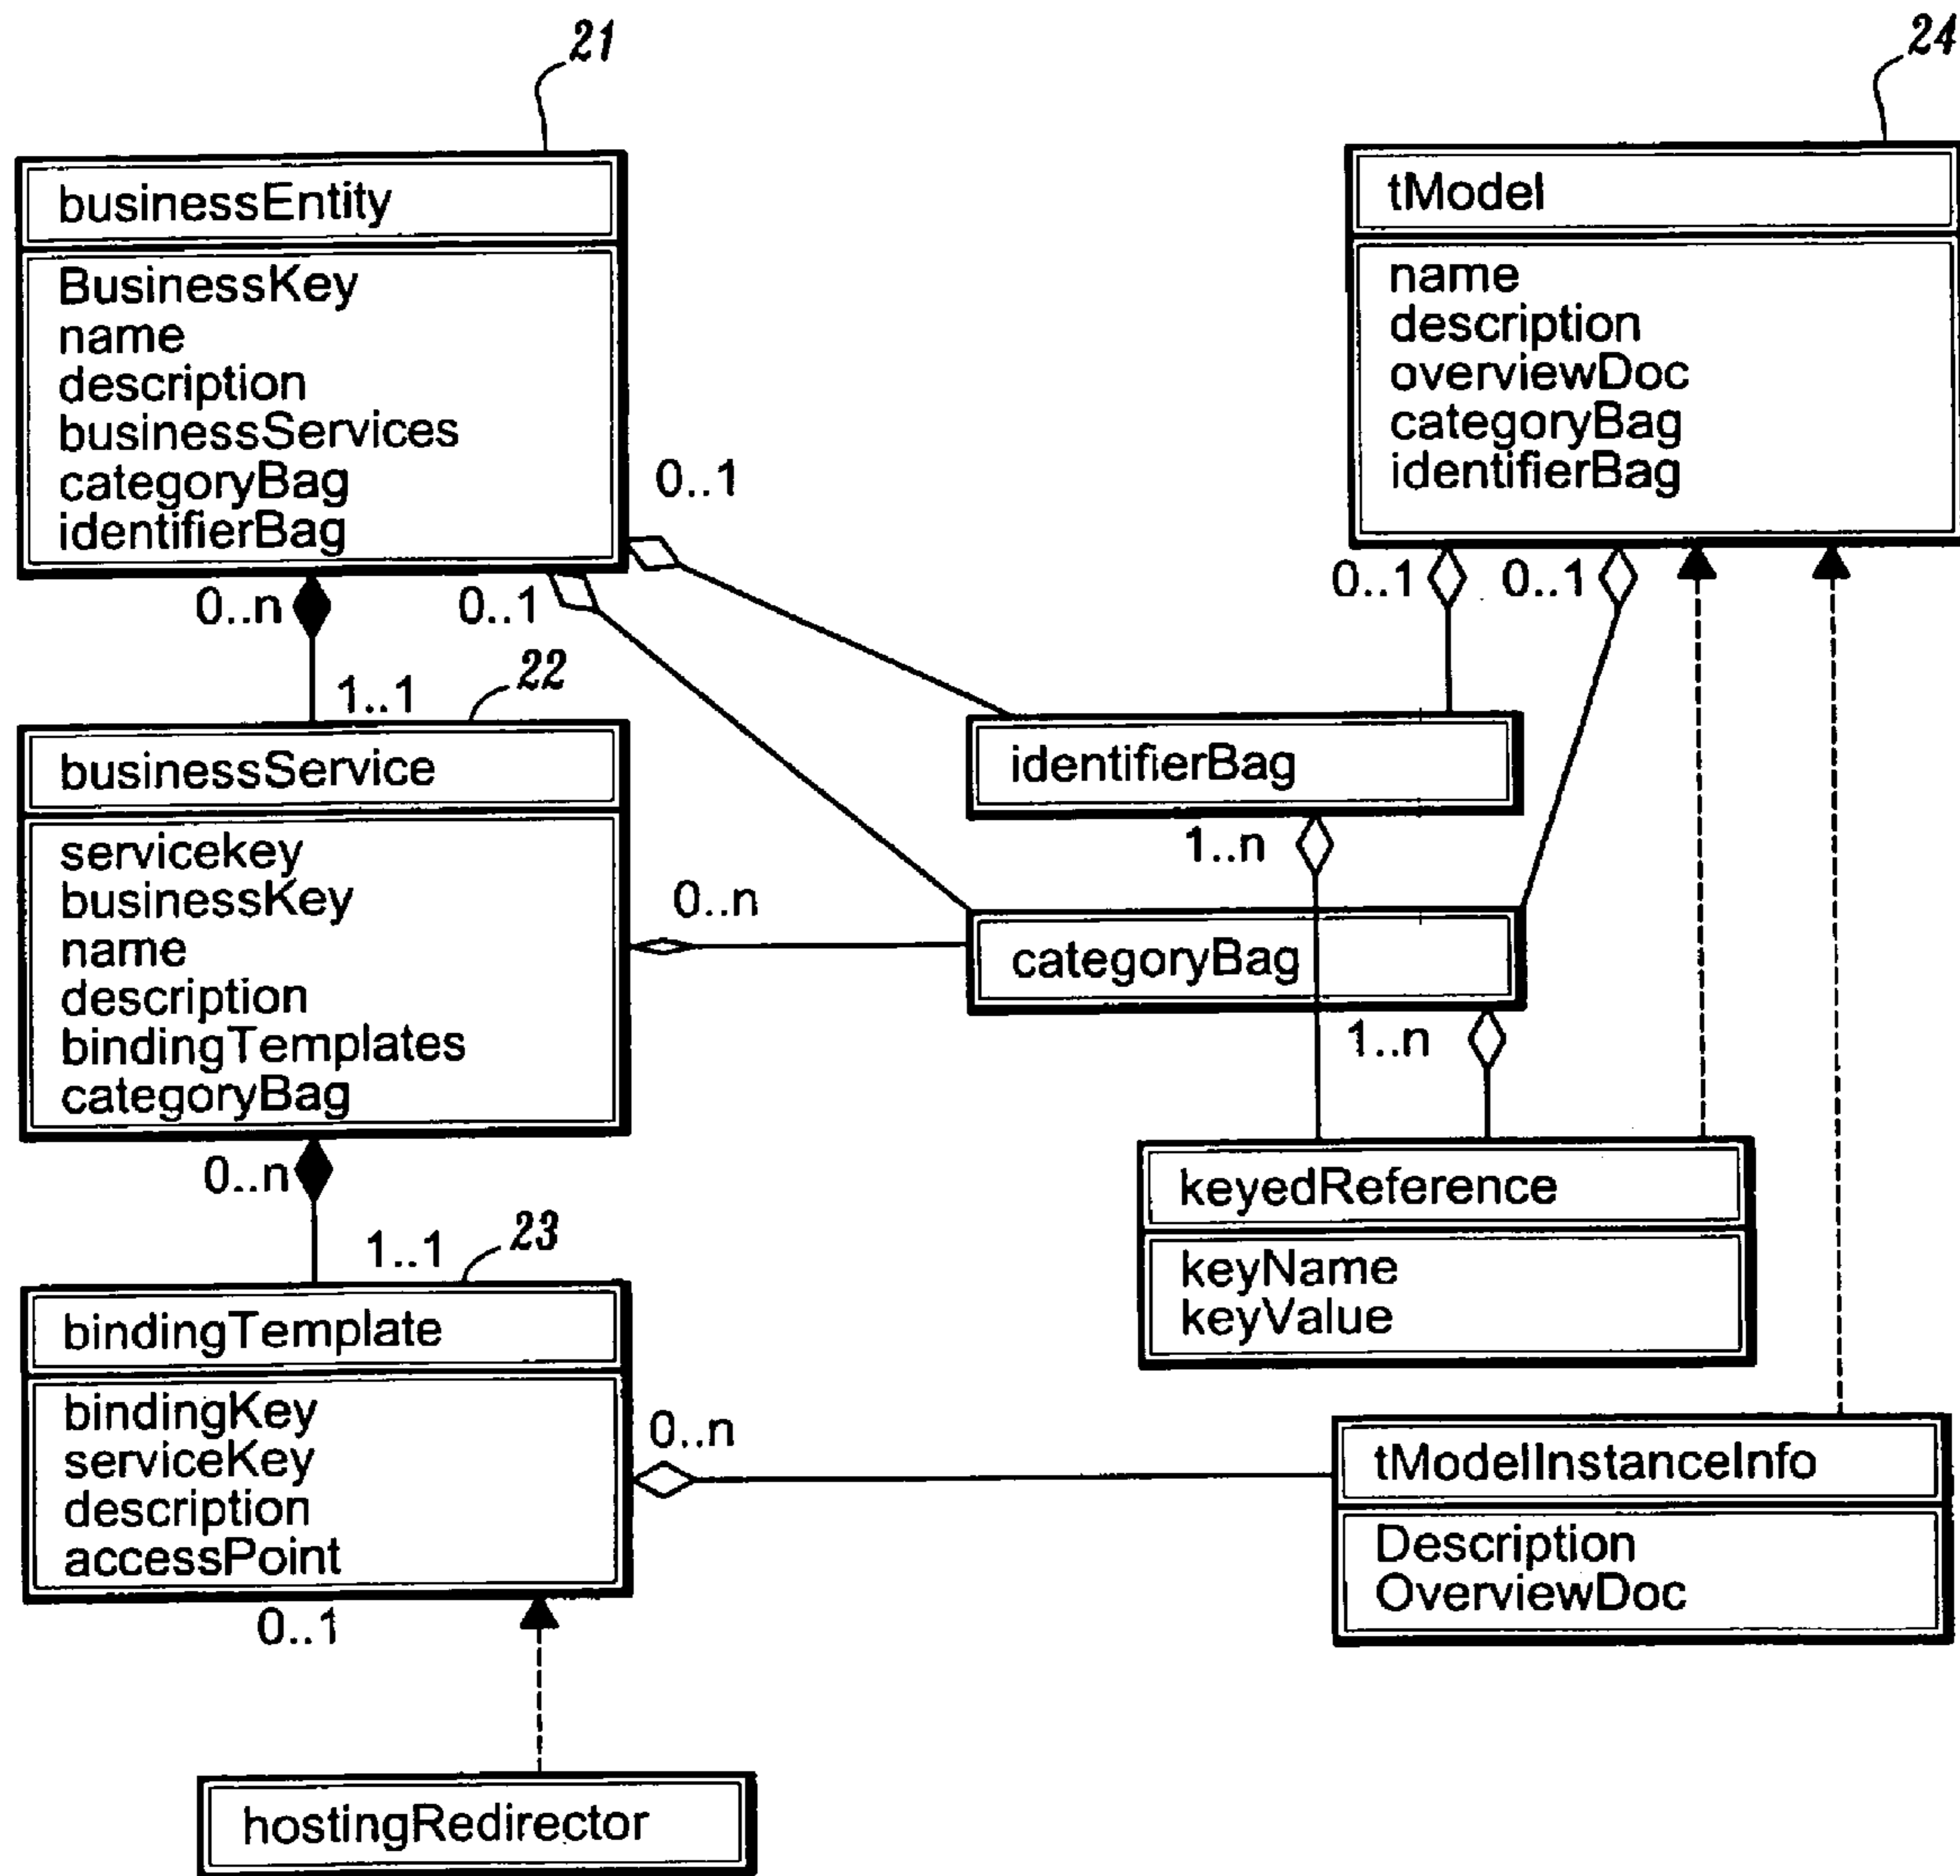 21
24
businessEntity
BusinessKey
name
description
businessServices
categoryBag
identifierBag
tModel
name
description
overviewDoc
categoryBag
identifierBag
0..1
0..n
0..1
0..1
0..1
1..1
22
businessService
servicekey
businessKey
name
description
bindingTemplates
categoryBag
identifierBag
1..n
0..n
categoryBag
1..n
0..n
1..1
23
keyedReference
keyName
keyValue
bindingTemplate
bindingKey
serviceKey
description
accessPoint
0..n
tModelInstanceInfo
Description
OverviewDoc
0..1
hostingRedirector